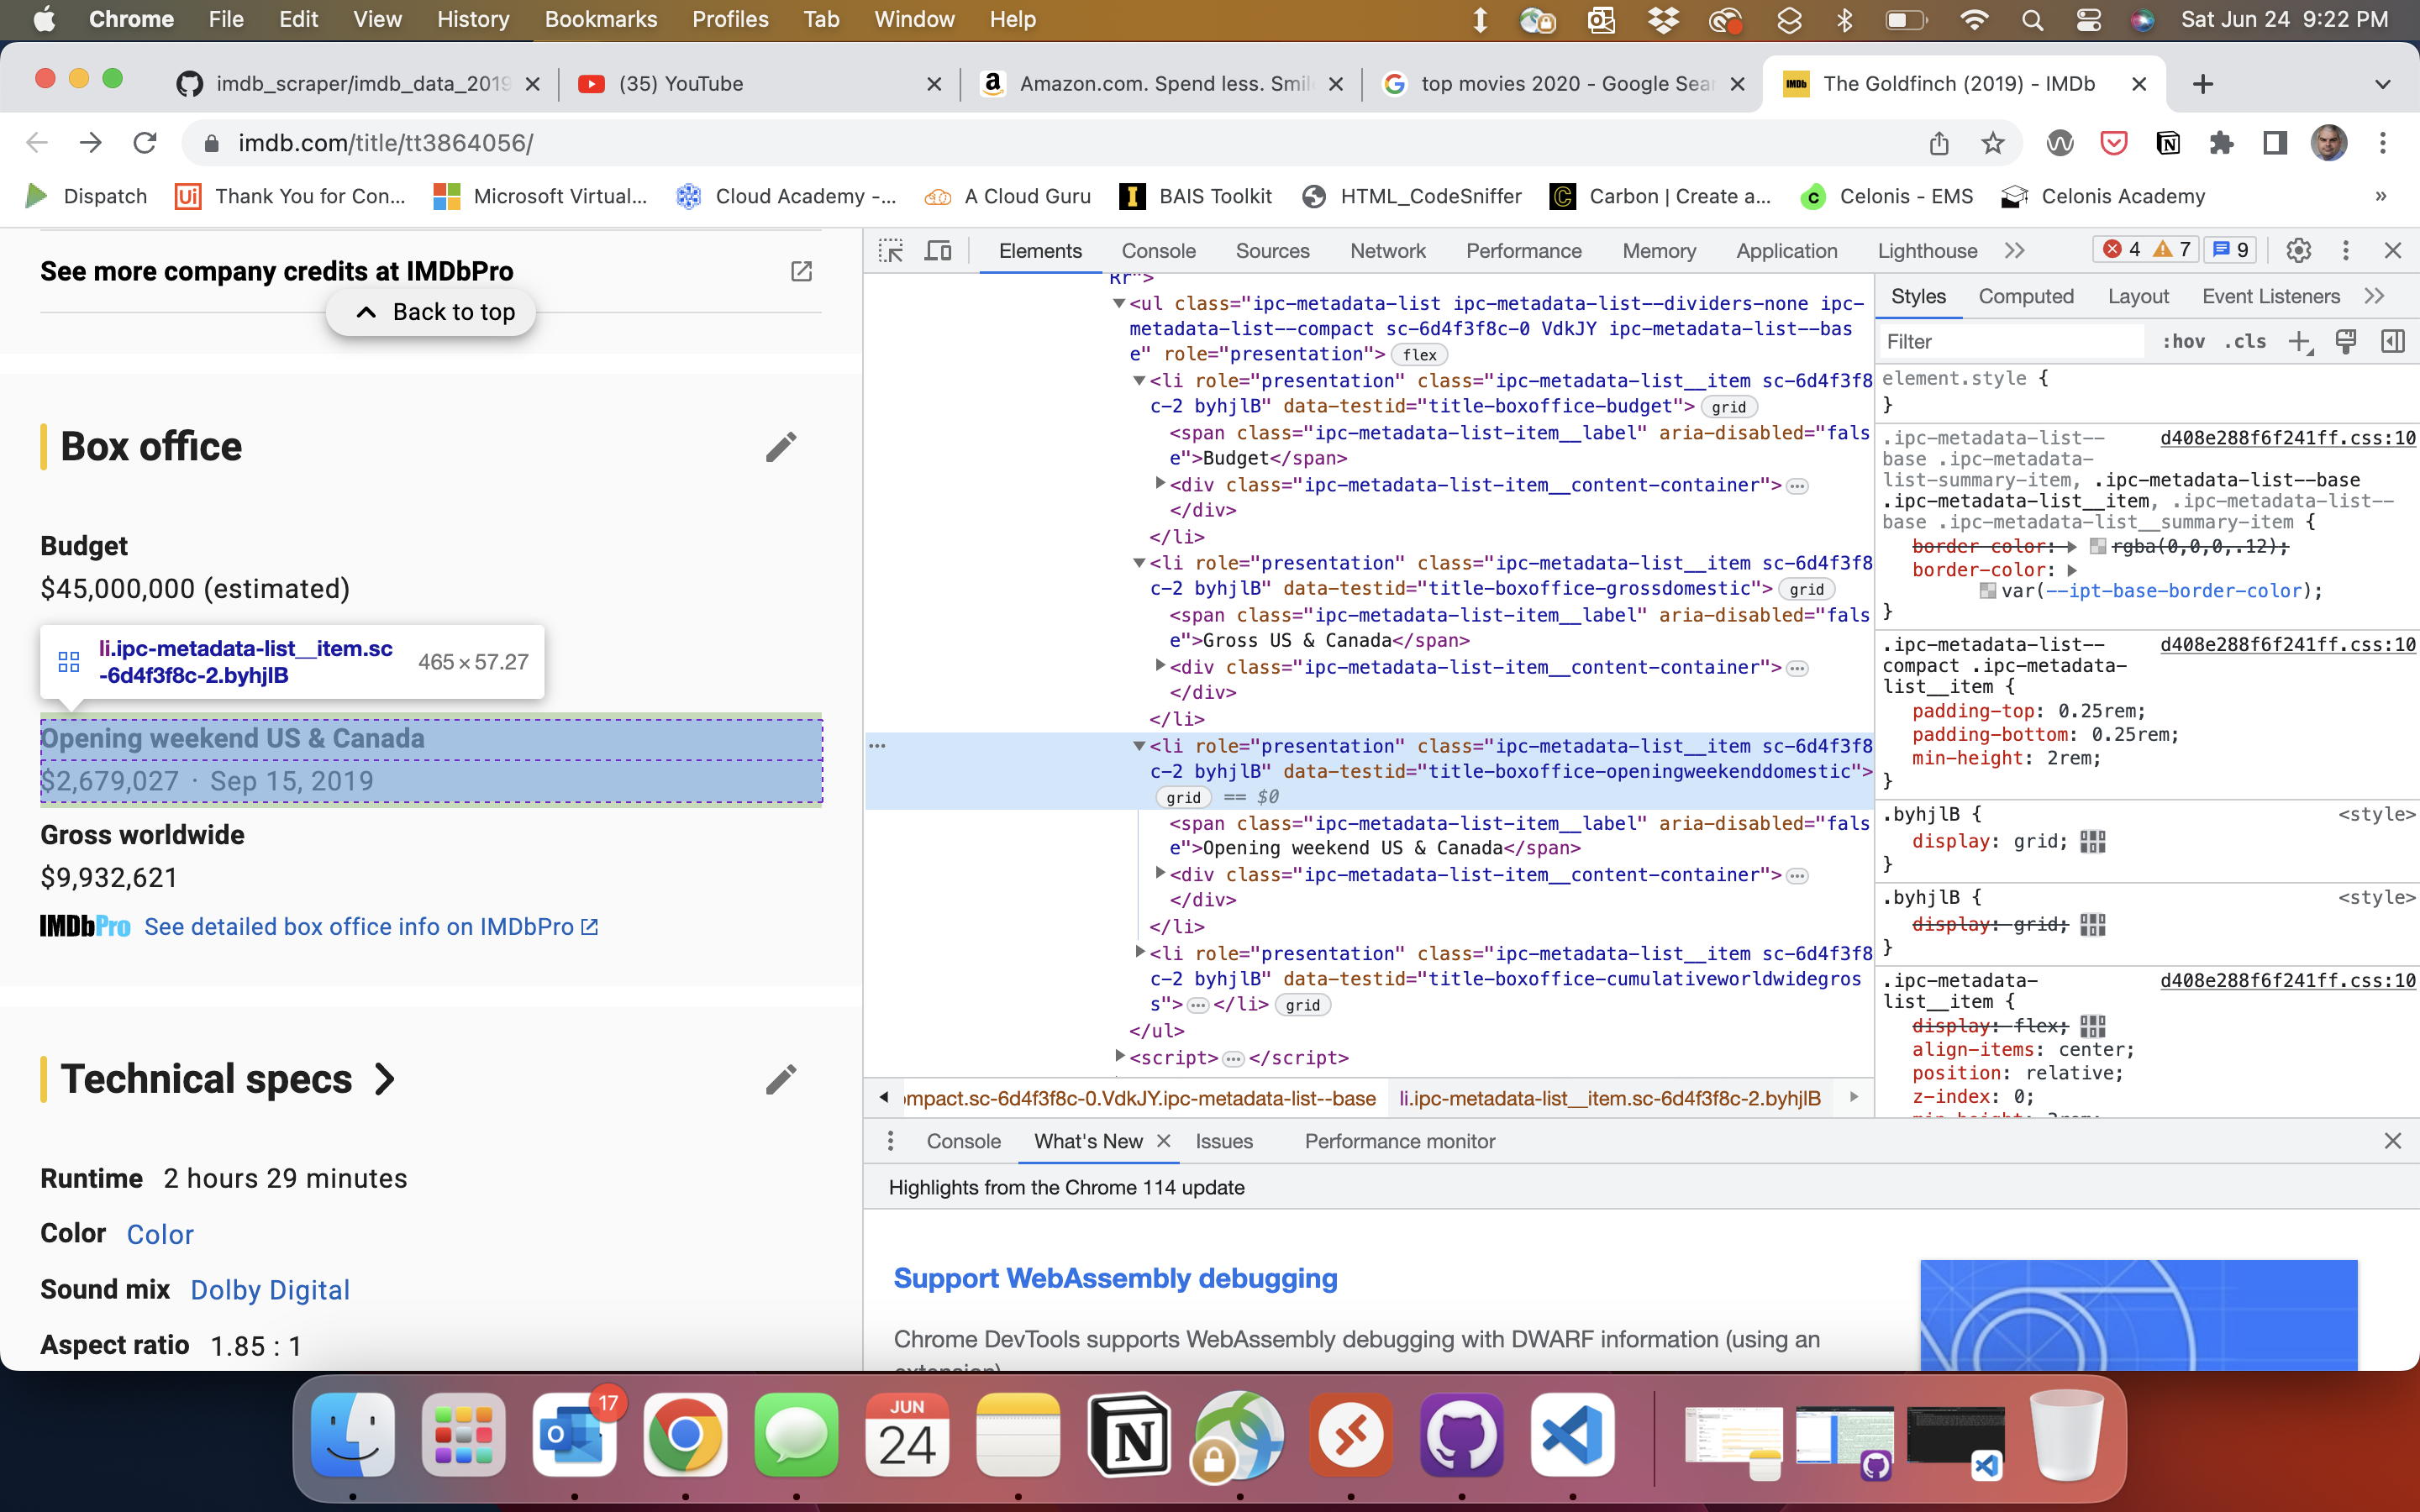 Chrome File Edit View History Bookmarks Profiles Tab Window Help Sat Jun 24 9:22 PM
imdb_scraper/imdb_data_2019 (35) YouTube Amazon.com. Spend less. Smil top movies 2020 - Google Sear The Goldfinch (2019) - IMDb
imdb.com/title/tt3864056/
Dispatch Thank You for Con... Microsoft Virtual... Cloud Academy -... A Cloud Guru BAIS Toolkit HTML_CodeSniffer Carbon | Create a... Celonis - EMS Celonis Academy »
See more company credits at IMDbPro
Back to top
Box office
Budget
$45,000,000 (estimated)
li.ipc-metadata-list__item.sc
-6d4f3f8c-2.byhjlB 465 × 57.27
Opening weekend US & Canada
$2,679,027 · Sep 15, 2019
Gross worldwide
$9,932,621
IMDbPro See detailed box office info on IMDbPro
Technical specs
Runtime 2 hours 29 minutes
Color Color
Sound mix Dolby Digital
Aspect ratio 1.85 : 1
Elements Console Sources Network Performance Memory Application Lighthouse 4 7 9
Rr">
<ul class="ipc-metadata-list ipc-metadata-list--dividers-none ipc-
metadata-list--compact sc-6d4f3f8c-0 VdkJY ipc-metadata-list--bas
e" role="presentation"> flex
<li role="presentation" class="ipc-metadata-list__item sc-6d4f3f8
c-2 byhjlB" data-testid="title-boxoffice-budget"> grid
<span class="ipc-metadata-list-item__label" aria-disabled="fals
e">Budget</span>
<div class="ipc-metadata-list-item__content-container"> …
</div>
</li>
<li role="presentation" class="ipc-metadata-list__item sc-6d4f3f8
c-2 byhjlB" data-testid="title-boxoffice-grossdomestic"> grid
<span class="ipc-metadata-list-item__label" aria-disabled="fals
e">Gross US & Canada</span>
<div class="ipc-metadata-list-item__content-container"> …
</div>
</li>
<li role="presentation" class="ipc-metadata-list__item sc-6d4f3f8
c-2 byhjlB" data-testid="title-boxoffice-openingweekenddomestic">
grid == $0
<span class="ipc-metadata-list-item__label" aria-disabled="fals
e">Opening weekend US & Canada</span>
<div class="ipc-metadata-list-item__content-container"> …
</div>
</li>
<li role="presentation" class="ipc-metadata-list__item sc-6d4f3f8
c-2 byhjlB" data-testid="title-boxoffice-cumulativeworldwidegros
s"> … </li> grid
</ul>
<script> … </script>
ompact.sc-6d4f3f8c-0.VdkJY.ipc-metadata-list--base li.ipc-metadata-list__item.sc-6d4f3f8c-2.byhjlB
Styles Computed Layout Event Listeners
Filter :hov .cls
element.style {
}
.ipc-metadata-list-- d408e288f6f241ff.css:10
base .ipc-metadata-
list-summary-item, .ipc-metadata-list--base
.ipc-metadata-list__item, .ipc-metadata-list--
base .ipc-metadata-list__summary-item {
border-color: rgba(0,0,0,.12);
border-color:
var(--ipt-base-border-color);
}
.ipc-metadata-list-- d408e288f6f241ff.css:10
compact .ipc-metadata-
list__item {
padding-top: 0.25rem;
padding-bottom: 0.25rem;
min-height: 2rem;
}
.byhjlB { <style>
display: grid;
}
.byhjlB { <style>
display: grid;
}
.ipc-metadata- d408e288f6f241ff.css:10
list__item {
display: flex;
align-items: center;
position: relative;
z-index: 0;
min-height: 2rem;
Console What's New Issues Performance monitor
Highlights from the Chrome 114 update
Support WebAssembly debugging
Chrome DevTools supports WebAssembly debugging with DWARF information (using an
extension)
17
JUN
24